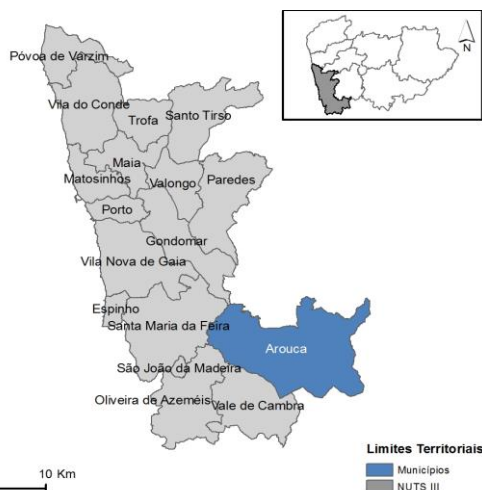 N
Póvoa de Varzim
Vila do Conde
Trofa
Santo Tirso
Maia
Matosinhos
Valongo
Paredes
Porto
Gondomar
Vila Nova de Gaia
Espinho
Santa Maria da Feira
Arouca
São João da Madeira
Oliveira de Azeméis
Vale de Cambra
Limites Territoriais
10 Km
Municípios
NUTS III